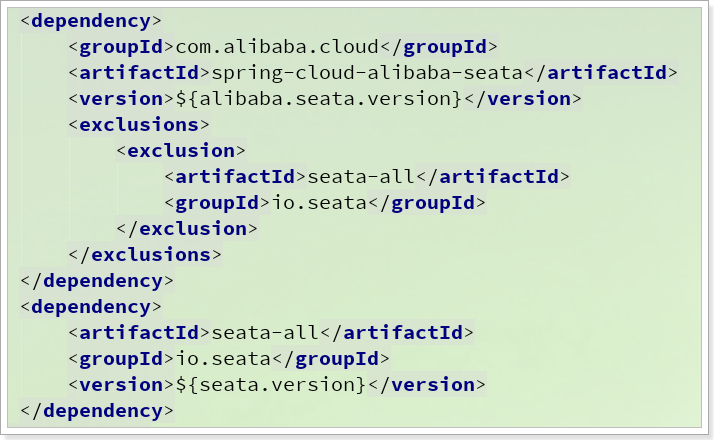 <dependency>
    <groupId>com.alibaba.cloud</groupId>
    <artifactId>spring-cloud-alibaba-seata</artifactId>
    <version>${alibaba.seata.version}</version>
    <exclusions>
        <exclusion>
            <artifactId>seata-all</artifactId>
            <groupId>io.seata</groupId>
        </exclusion>
    </exclusions>
</dependency>
<dependency>
    <artifactId>seata-all</artifactId>
    <groupId>io.seata</groupId>
    <version>${seata.version}</version>
</dependency>